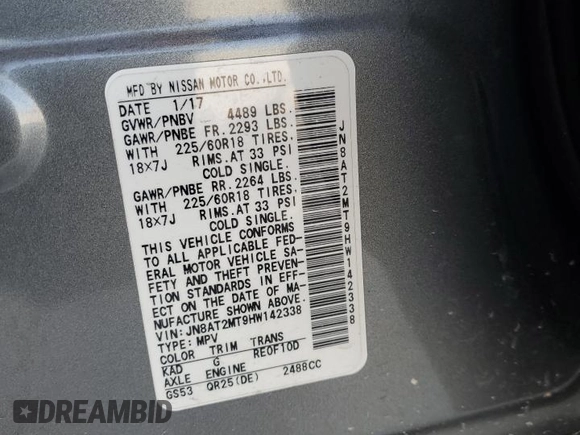 MFD BY NISSAN MOTOR CO.,LTD.
DATE 1/17
GVWR/PNBV 4489 LBS.
GAWR/PNBE FR. 2293 LBS.
WITH 225/60R18 TIRES.
18X7J RIMS.AT 33 PSI
COLD SINGLE.
GAWR/PNBE RR. 2264 LBS.
WITH 225/60R18 TIRES.
18X7J RIMS.AT 33 PSI
COLD SINGLE.
THIS VEHICLE CONFORMS
TO ALL APPLICABLE FED-
ERAL MOTOR VEHICLE SA-
FETY AND THEFT PREVEN-
TION STANDARDS IN EFF-
ECT ON THE DATE OF MA-
NUFACTURE SHOWN ABOVE.
VIN: JN8AT2MT9HW142338
TYPE: MPV
COLOR TRIM TRANS
KAD G RE0F10D
AXLE ENGINE
GS53 QR25(DE) 2488CC
JN8AT2MT9HW142338
DREAMBID